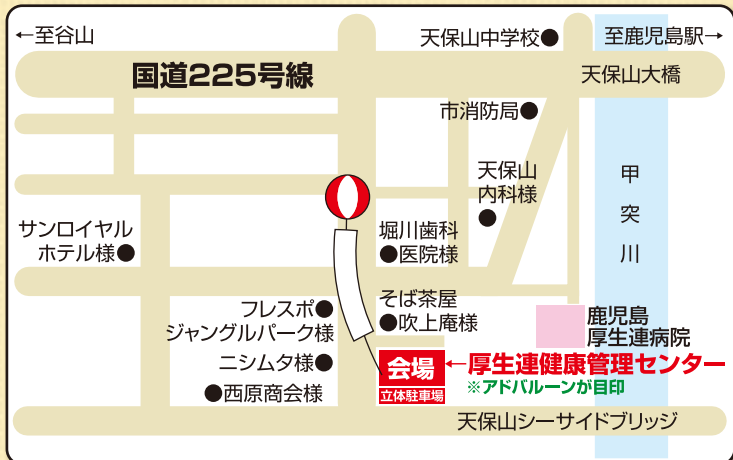 ←至谷山
天保山中学校●
至鹿児島駅→
国道225号線
天保山大橋
市消防局●
天保山
内科様
●
甲
突
川
サンロイヤル
ホテル様●
堀川歯科
●医院様
フレスポ●
ジャングルパーク様
そば茶屋
●吹上庵様
鹿児島
厚生連病院
ニシムタ様●
会場
←厚生連健康管理センター
※アドバルーンが目印
立体駐車場
●西原商会様
天保山シーサイドブリッジ